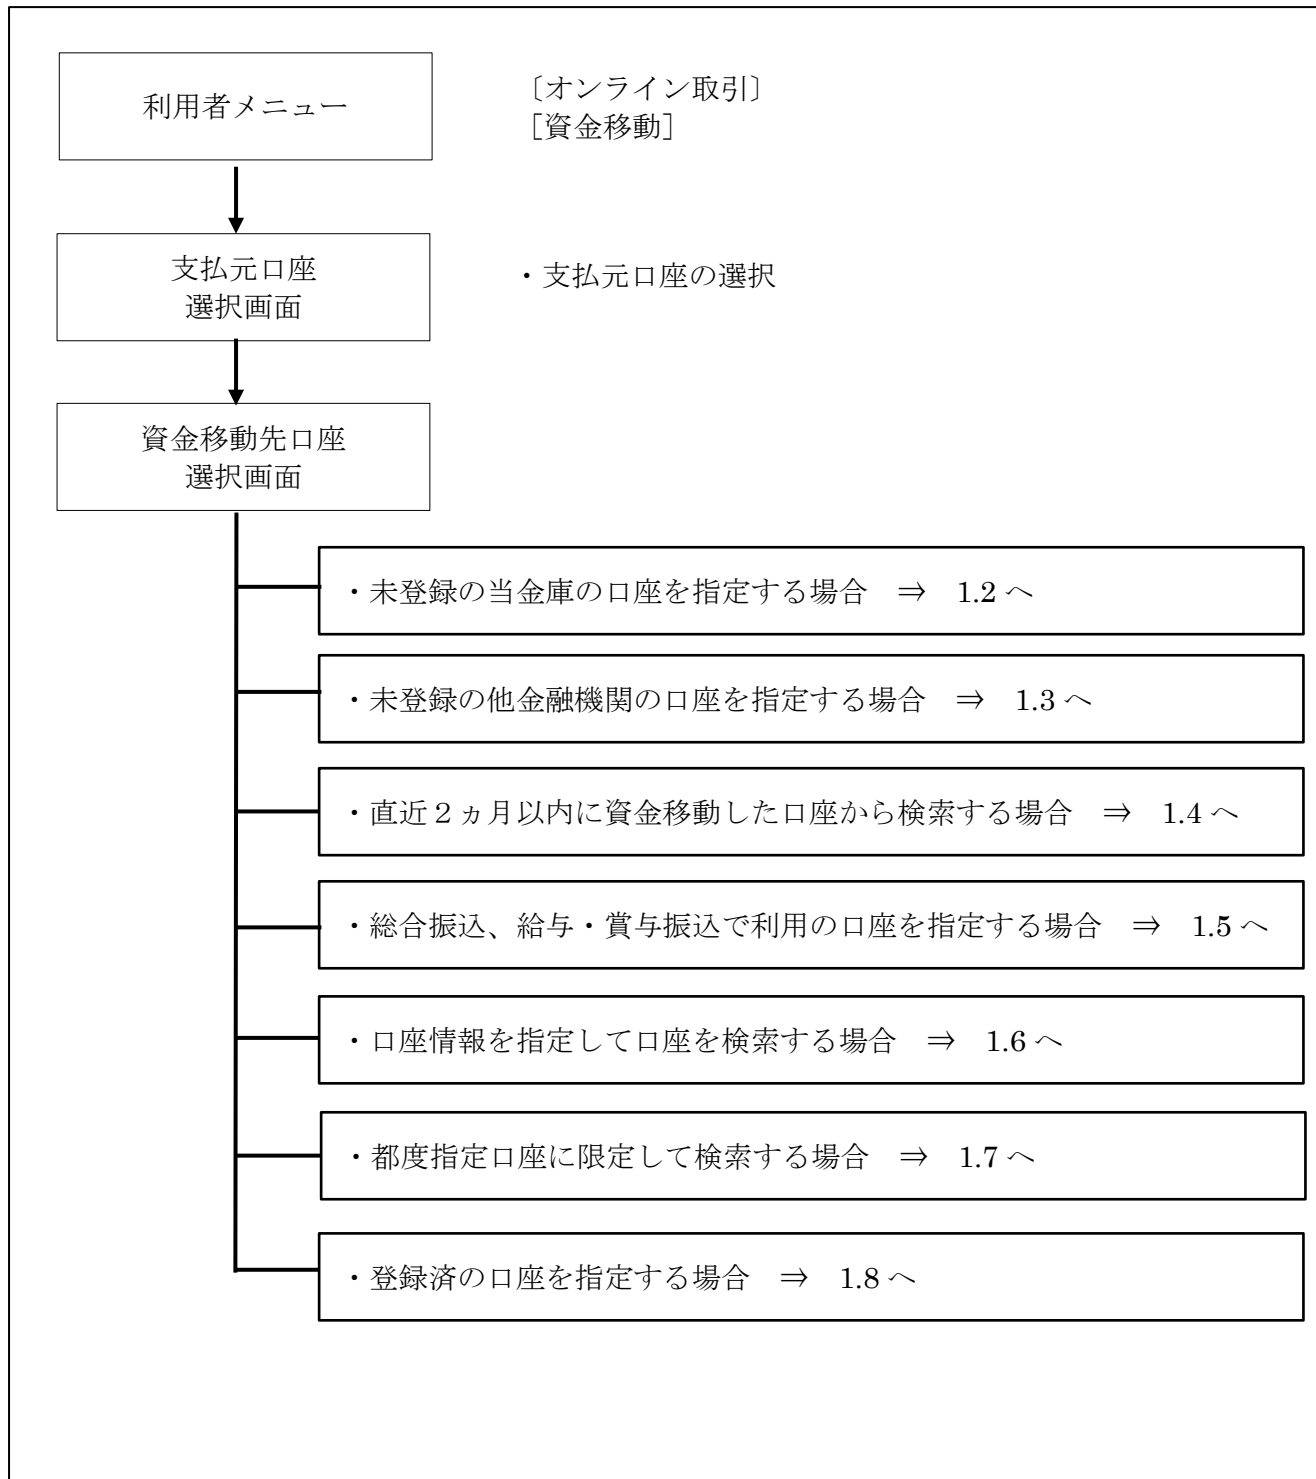 利用者メニュー
〔オンライン取引〕
［資金移動］
支払元口座
選択画面
・支払元口座の選択
資金移動先口座
選択画面
・未登録の当金庫の口座を指定する場合　⇒　1.2 へ
・未登録の他金融機関の口座を指定する場合　⇒　1.3 へ
・直近２ヵ月以内に資金移動した口座から検索する場合　⇒　1.4 へ
・総合振込、給与・賞与振込で利用の口座を指定する場合　⇒　1.5 へ
・口座情報を指定して口座を検索する場合　⇒　1.6 へ
・都度指定口座に限定して検索する場合　⇒　1.7 へ
・登録済の口座を指定する場合　⇒　1.8 へ